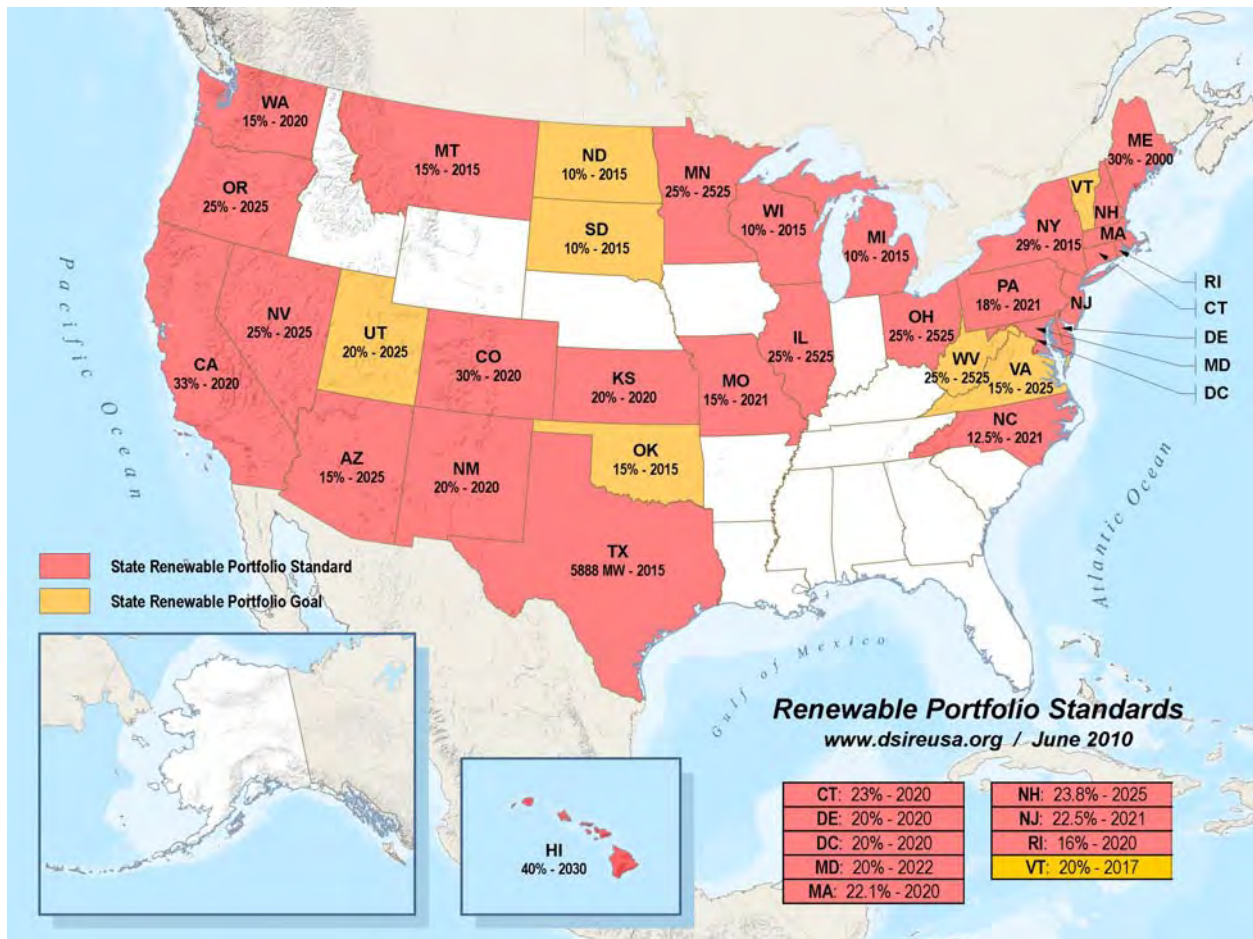 WA
15% - 2020
MT
15% - 2015
ND
10% - 2015
MN
25% - 2525
ME
30% - 2000
OR
25% - 2025
SD
10% - 2015
WI
10% - 2015
MI
10% - 2015
VT
NH
MA
NY
29% - 2015
RI
CT
PA
18% - 2021
NJ
DE
MD
DC
NV
25% - 2025
UT
20% - 2025
CO
30% - 2020
CA
33% - 2020
KS
20% - 2020
MO
15% - 2021
IL
25% - 2525
OH
25% - 2525
WV
25% - 2525
VA
15% - 2025
NC
12.5% - 2021
AZ
15% - 2025
NM
20% - 2020
OK
15% - 2015
TX
5888 MW - 2015
Pacific Ocean
Atlantic Ocean
Gulf of Mexico
State Renewable Portfolio Standard
State Renewable Portfolio Goal
HI
40% - 2030
Renewable Portfolio Standards
www.dsireusa.org / June 2010
CT: 23% - 2020
DE: 20% - 2020
DC: 20% - 2020
MD: 20% - 2022
MA: 22.1% - 2020
NH: 23.8% - 2025
NJ: 22.5% - 2021
RI: 16% - 2020
VT: 20% - 2017